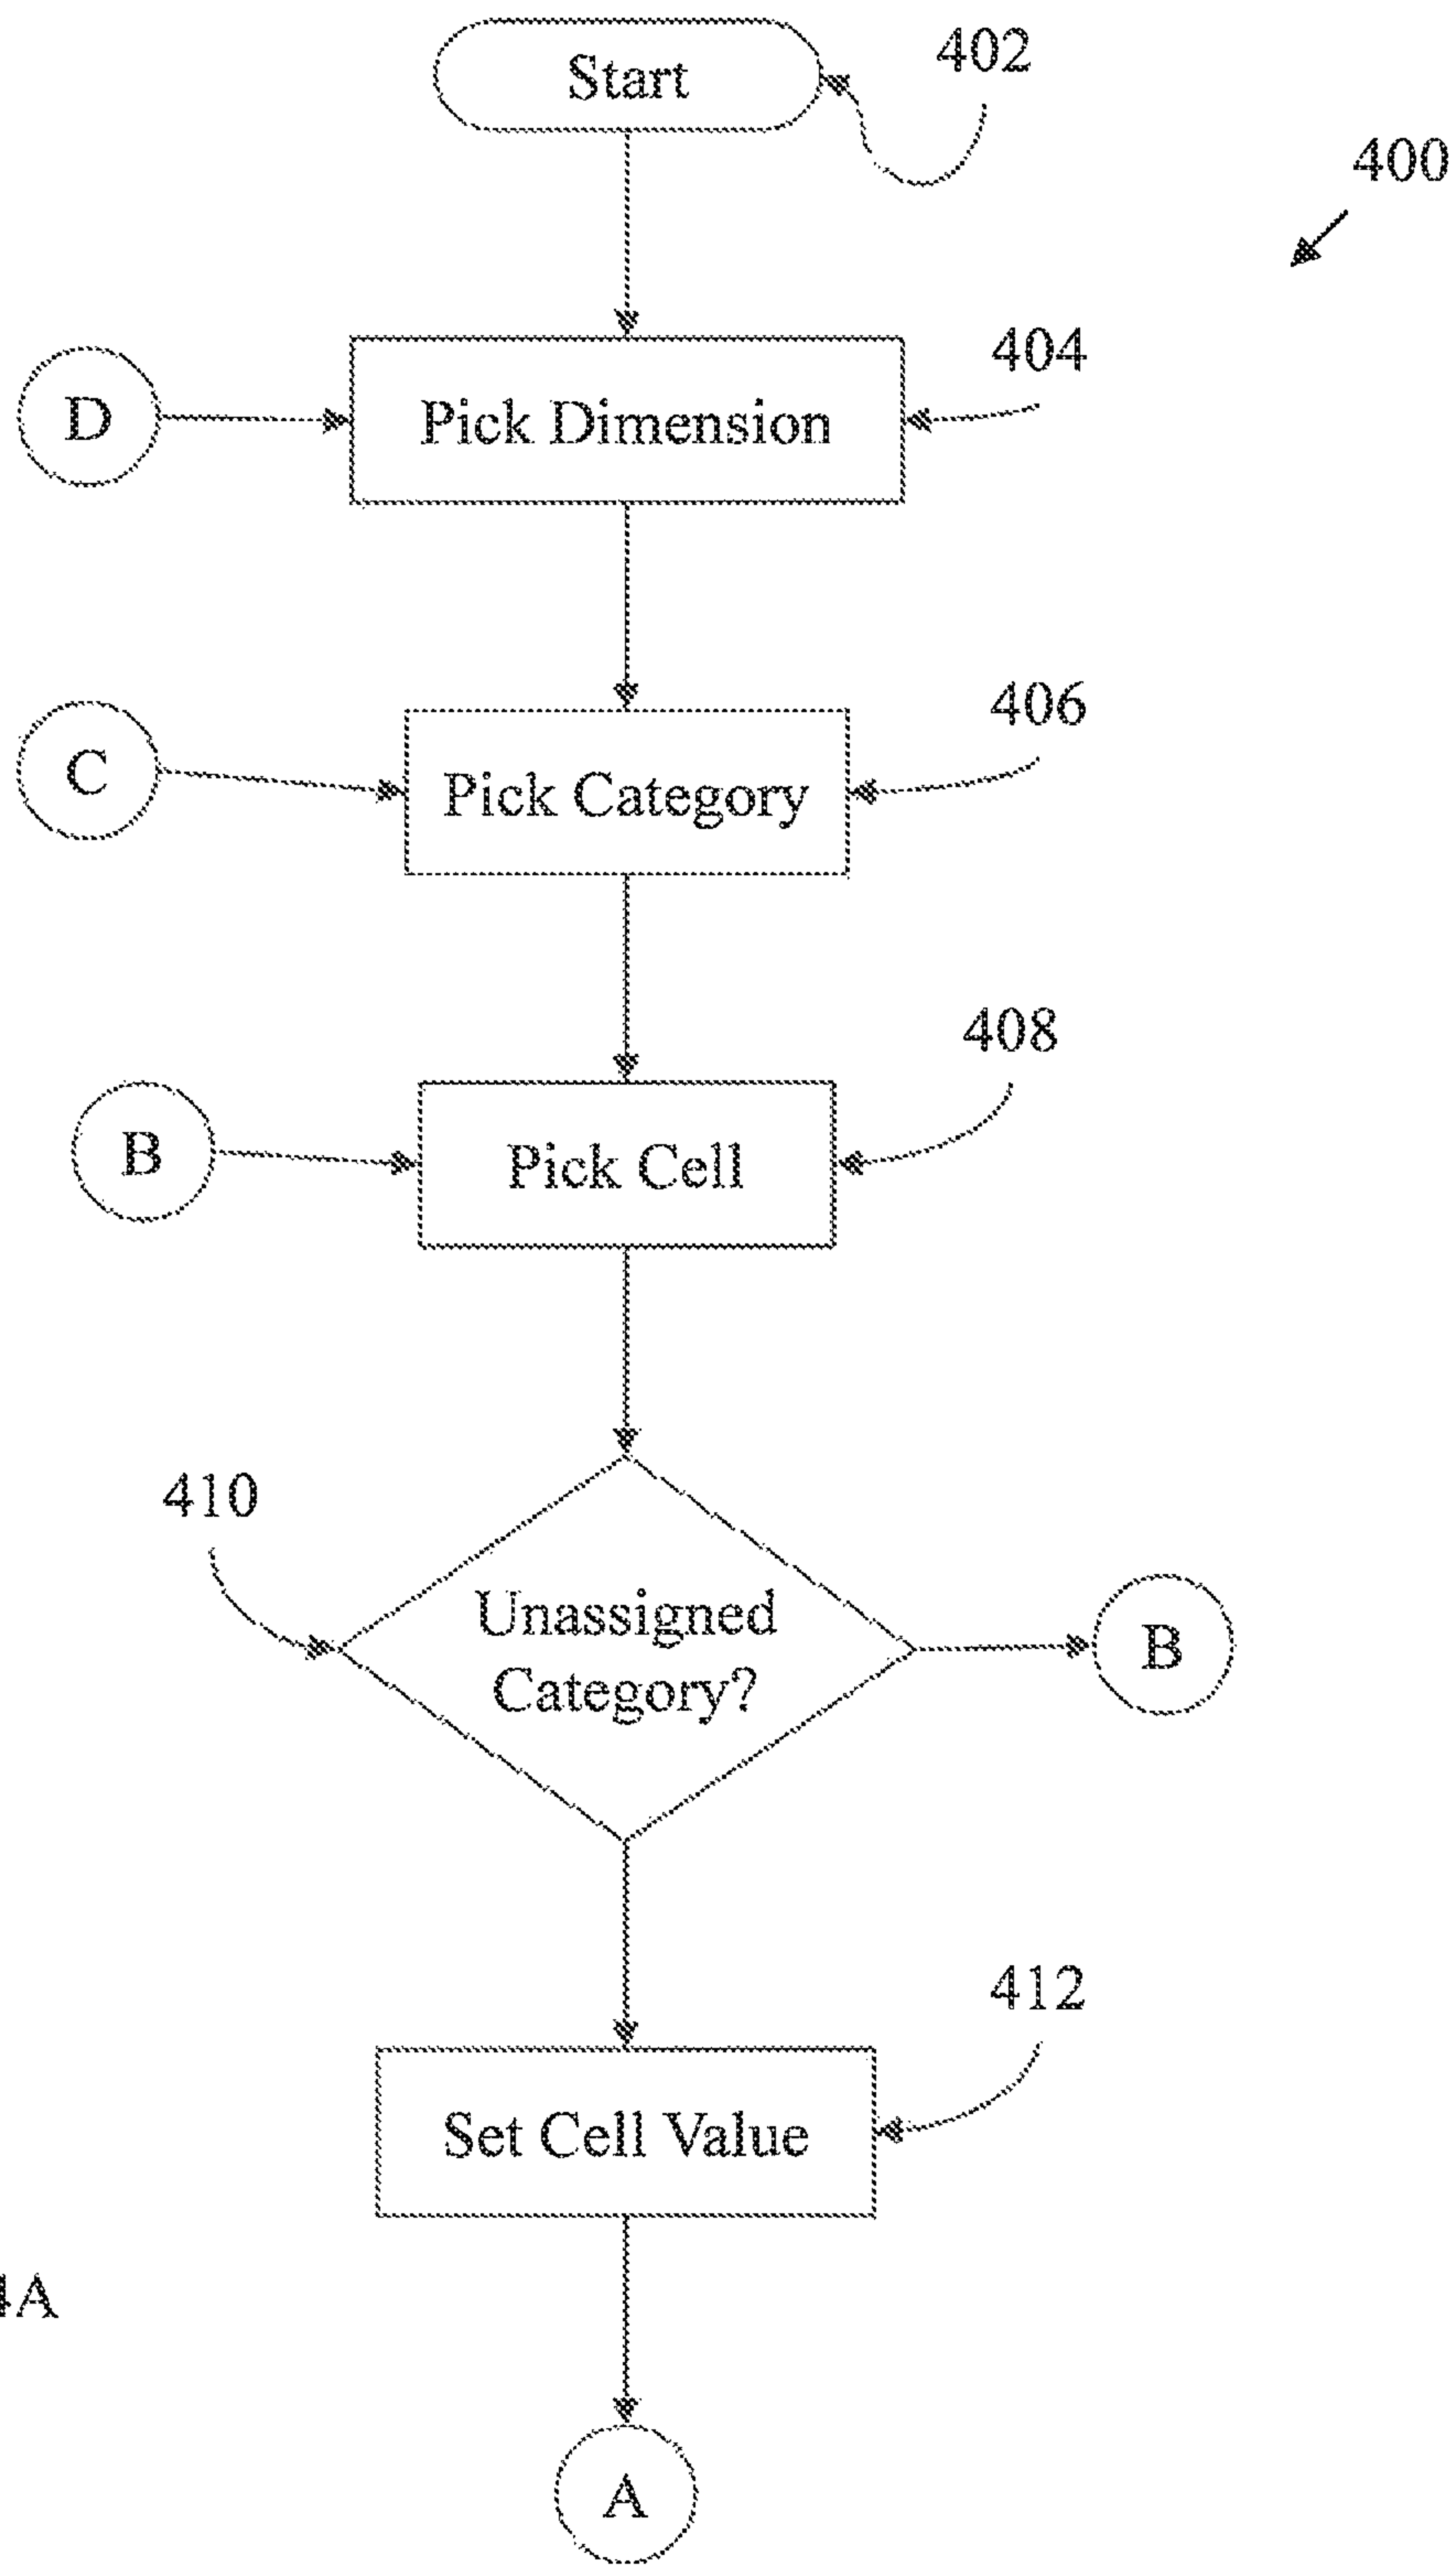 Start
402
400
404
D
Pick Dimension
406
C
Pick Category
408
B
Pick Cell
410
Unassigned
Category?
B
412
Set Cell Value
4A
A